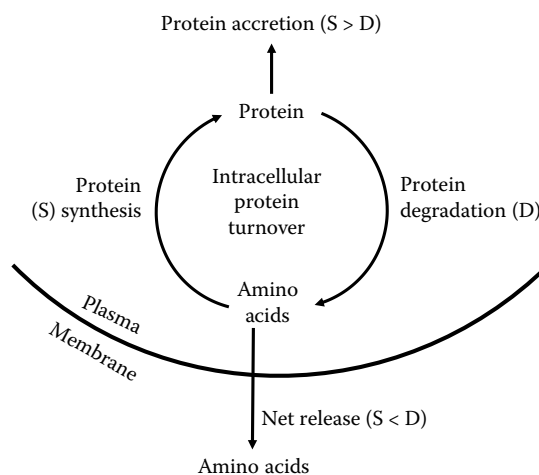 Protein accretion (S > D)
Protein
Protein
(S) synthesis
Intracellular
protein
turnover
Protein
degradation (D)
Amino
acids
Plasma
Membrane
Net release (S < D)
Amino acids